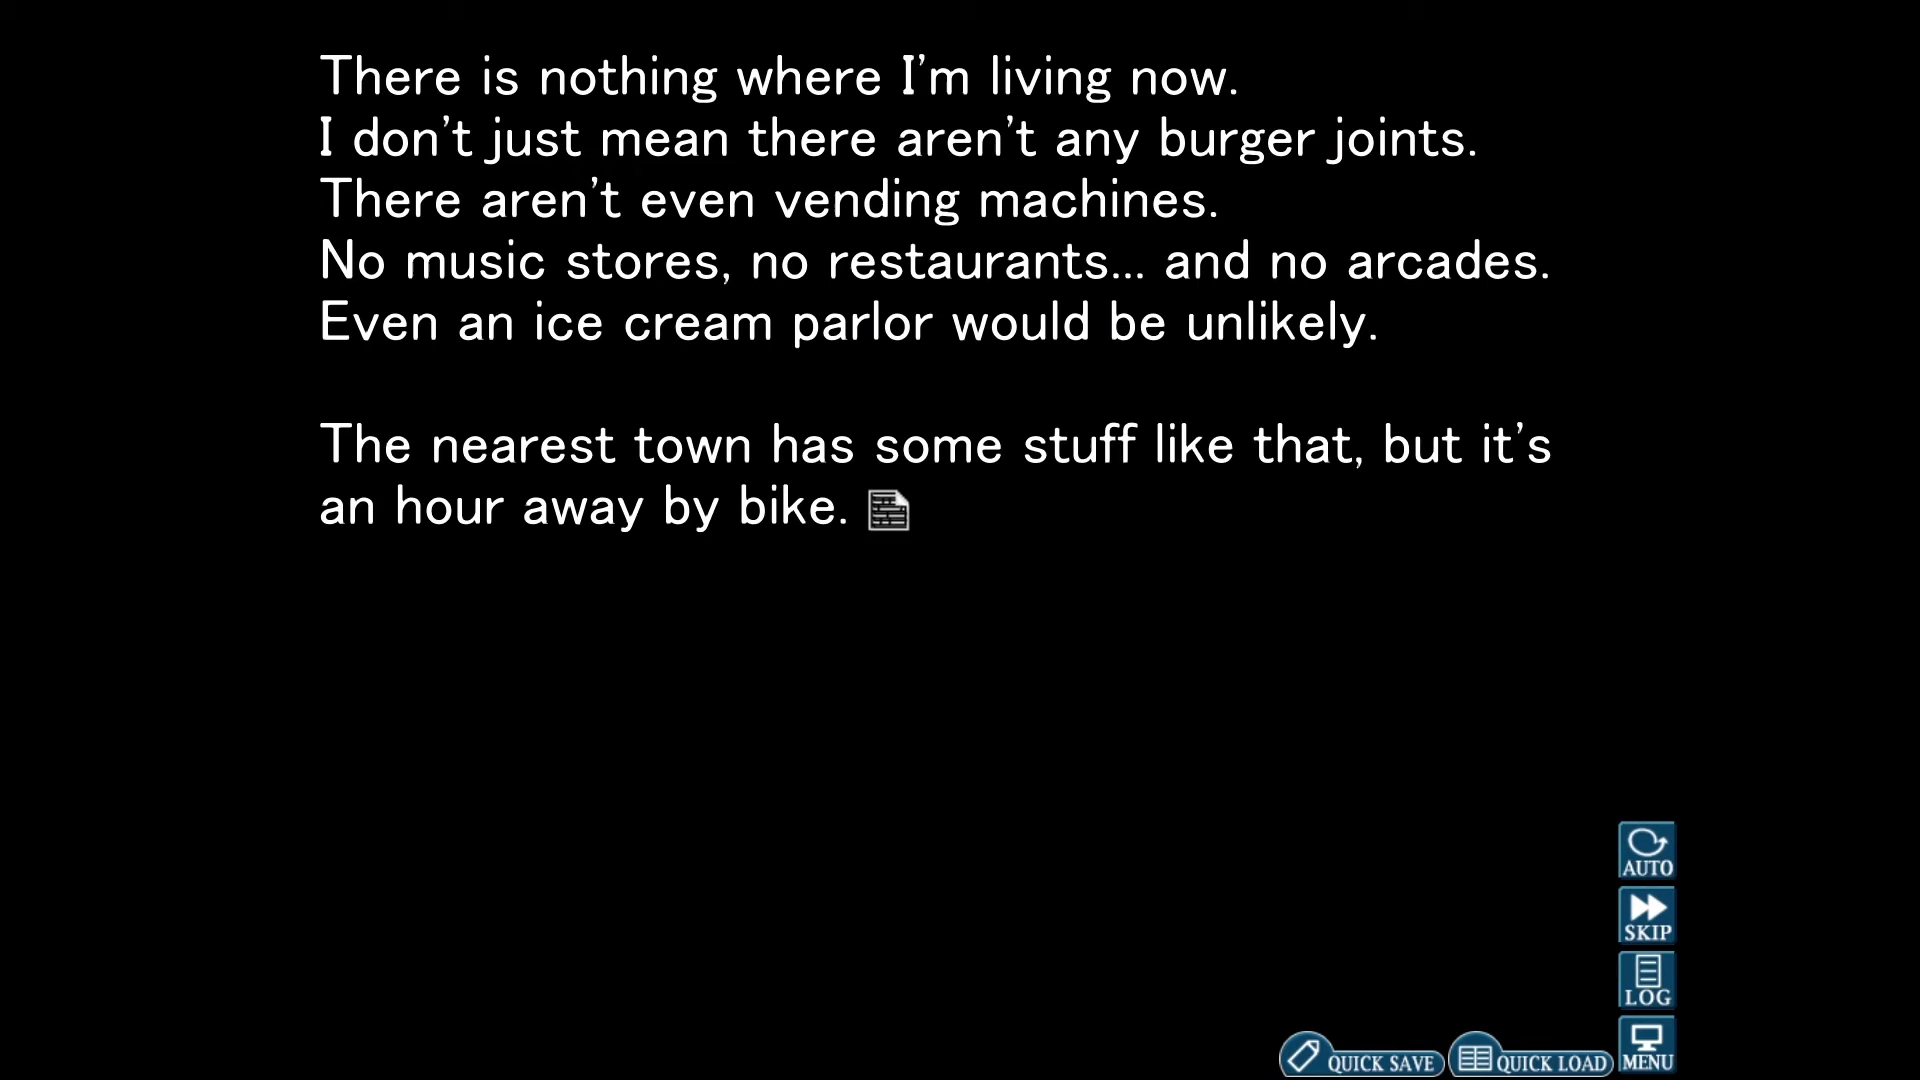 There is nothing where I'm living now.
I don't just mean there aren't any burger joints.
There aren't even vending machines.
No music stores, no restaurants... and no arcades.
Even an ice cream parlor would be unlikely.
The nearest town has some stuff like that, but it's
an hour away by bike.
AUTO
SKIP
LOG
MENU
QUICK SAVE
QUICK LOAD